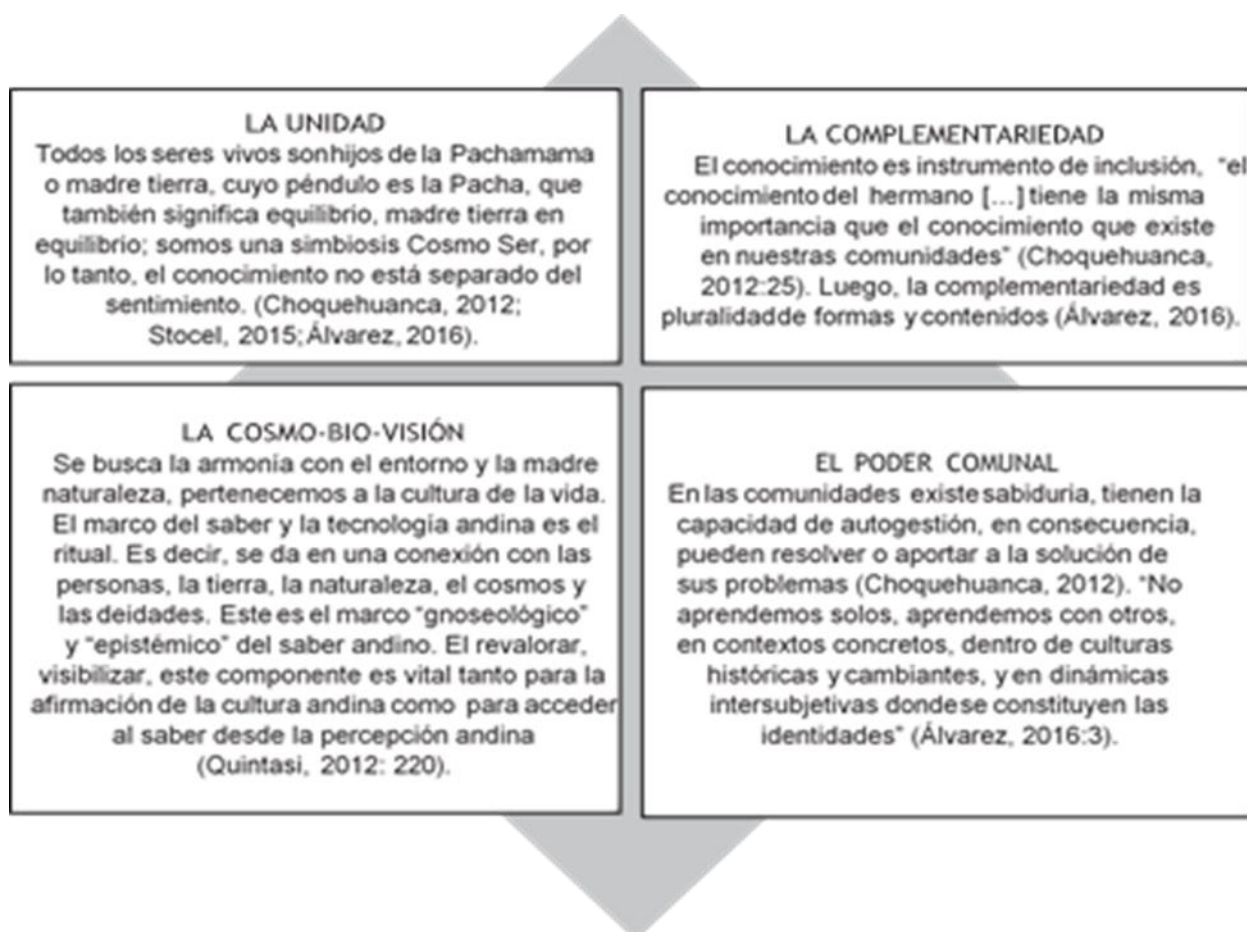 LA UNIDAD
Todos los seres vivos son hijos de la Pachamama
o madre tierra, cuyo péndulo es la Pacha, que
también significa equilibrio, madre tierra en
equilibrio; somos una simbiosis Cosmo Ser, por
lo tanto, el conocimiento no está separado del
sentimiento. (Choquehuanca, 2012;
Stocel, 2015; Álvarez, 2016).
LA COMPLEMENTARIEDAD
El conocimiento es instrumento de inclusión, "el
conocimiento del hermano [...] tiene la misma
importancia que el conocimiento que existe
en nuestras comunidades" (Choquehuanca,
2012:25). Luego, la complementariedad es
pluralidad de formas y contenidos (Álvarez, 2016).
LA COSMO-BIO-VISIÓN
Se busca la armonía con el entorno y la madre
naturaleza, pertenecemos a la cultura de la vida.
El marco del saber y la tecnología andina es el
ritual. Es decir, se da en una conexión con las
personas, la tierra, la naturaleza, el cosmos y
las deidades. Este es el marco "gnoseológico"
y "epistémico" del saber andino. El revalorar,
visibilizar, este componente es vital tanto para la
afirmación de la cultura andina como para acceder
al saber desde la percepción andina
(Quintasi, 2012: 220).
EL PODER COMUNAL
En las comunidades existe sabiduria, tienen la
capacidad de autogestión, en consecuencia,
pueden resolver o aportar a la solución de
sus problemas (Choquehuanca, 2012). "No
aprendemos solos, aprendemos con otros,
en contextos concretos, dentro de culturas
históricas y cambiantes, y en dinámicas
intersubjetivas donde se constituyen las
identidades" (Álvarez, 2016:3).